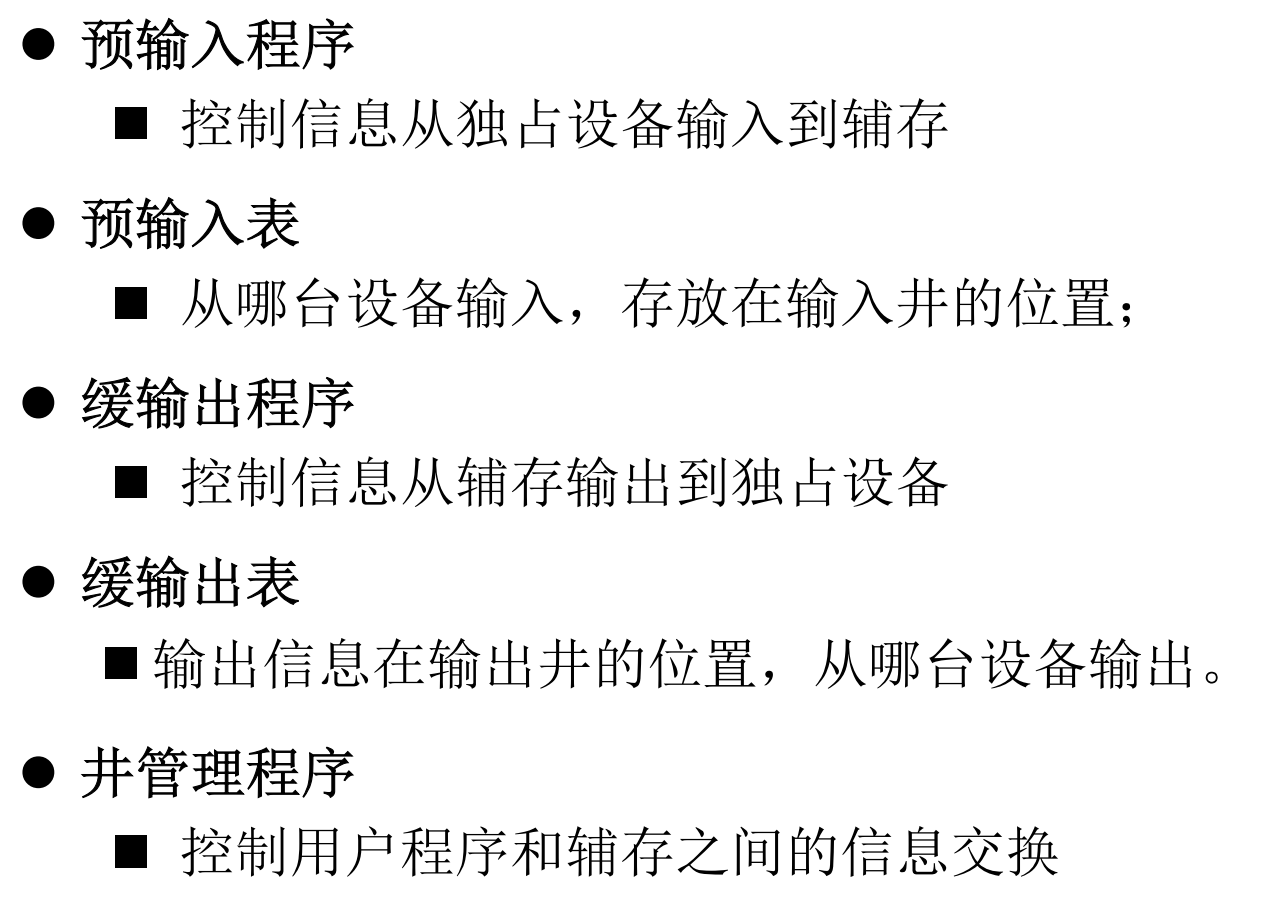 ● 预输入程序
■ 控制信息从独占设备输入到辅存
● 预输入表
■ 从哪台设备输入，存放在输入井的位置；
● 缓输出程序
■ 控制信息从辅存输出到独占设备
● 缓输出表
■ 输出信息在输出井的位置，从哪台设备输出。
● 井管理程序
■ 控制用户程序和辅存之间的信息交换